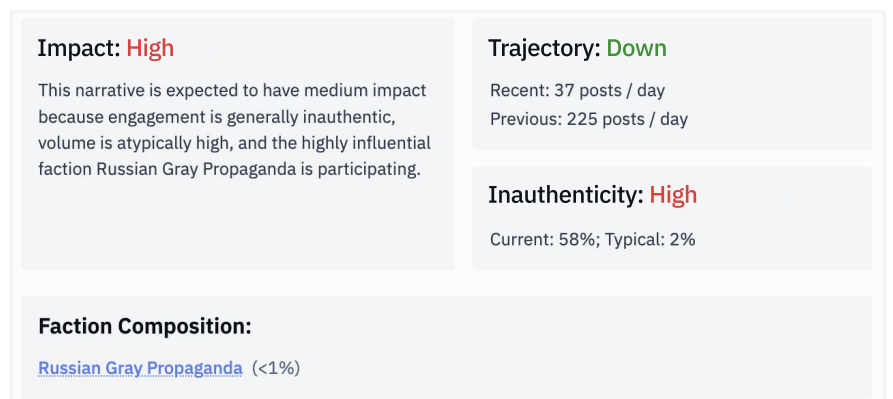 Impact: High
This narrative is expected to have medium impact
because engagement is generally inauthentic,
volume is atypically high, and the highly influential
faction Russian Gray Propaganda is participating.
Trajectory: Down
Recent: 37 posts / day
Previous: 225 posts / day
Inauthenticity: High
Current: 58%; Typical: 2%
Faction Composition:
Russian Gray Propaganda (<1%)